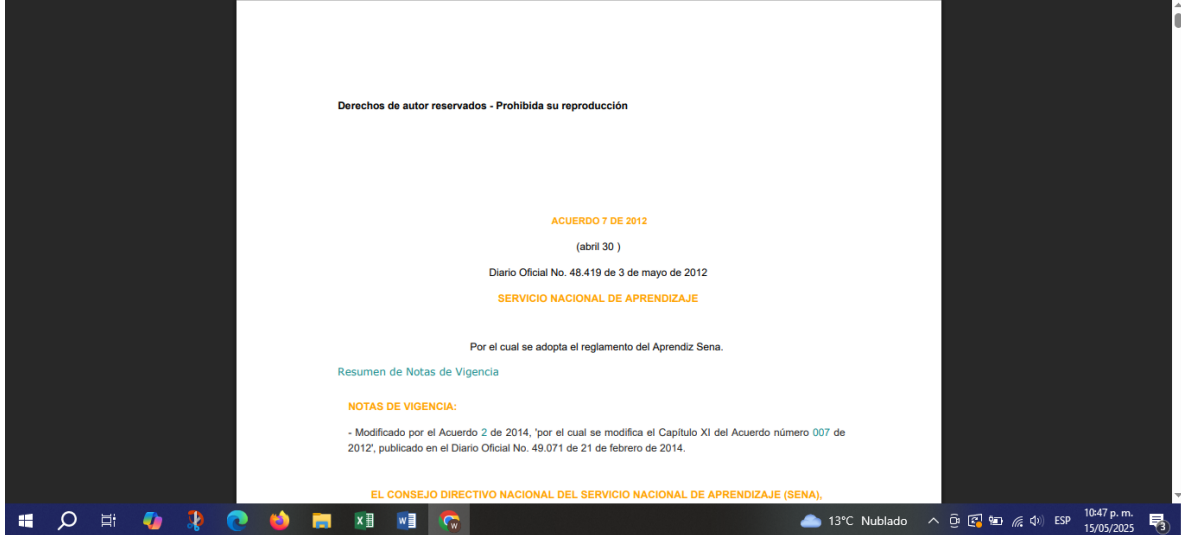 Derechos de autor reservados - Prohibida su reproducción
ACUERDO 7 DE 2012
(abril 30 )
Diario Oficial No. 48.419 de 3 de mayo de 2012
SERVICIO NACIONAL DE APRENDIZAJE
Por el cual se adopta el reglamento del Aprendiz Sena.
Resumen de Notas de Vigencia
NOTAS DE VIGENCIA:
- Modificado por el Acuerdo 2 de 2014, 'por el cual se modifica el Capítulo XI del Acuerdo número 007 de
2012', publicado en el Diario Oficial No. 49.071 de 21 de febrero de 2014.
EL CONSEJO DIRECTIVO NACIONAL DEL SERVICIO NACIONAL DE APRENDIZAJE (SENA),
13°C Nublado
ESP
10:47 p. m.
15/05/2025
3